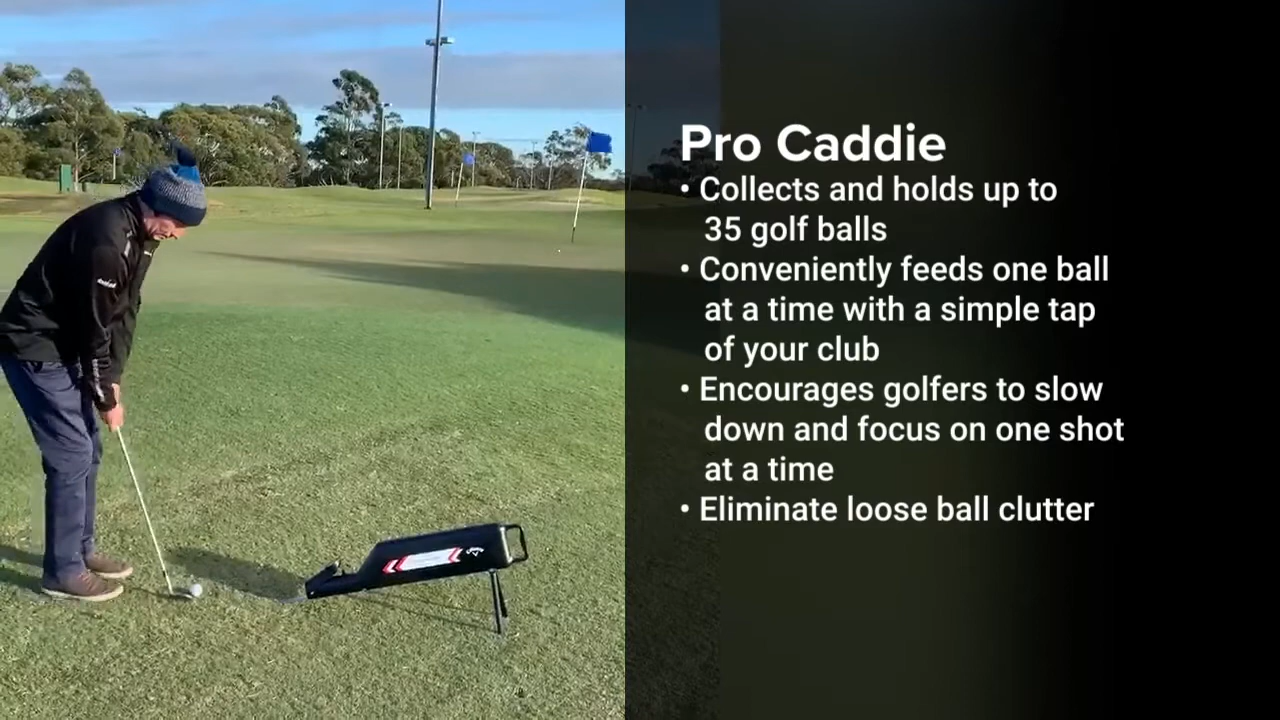 Pro Caddie
• Collects and holds up to
35 golf balls
• Conveniently feeds one ball
at a time with a simple tap
of your club
• Encourages golfers to slow
down and focus on one shot
at a time
• Eliminate loose ball clutter